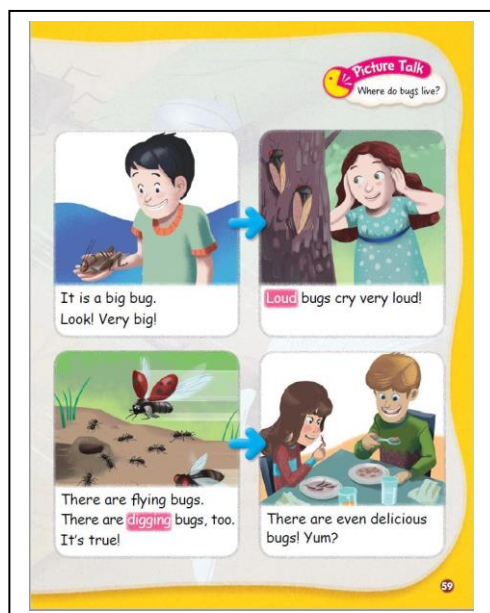 Picture Talk
Where do bugs live?
It is a big bug.
Look! Very big!
Loud bugs cry very loud!
There are flying bugs.
There are digging bugs, too.
It's true!
There are even delicious
bugs! Yum?
59